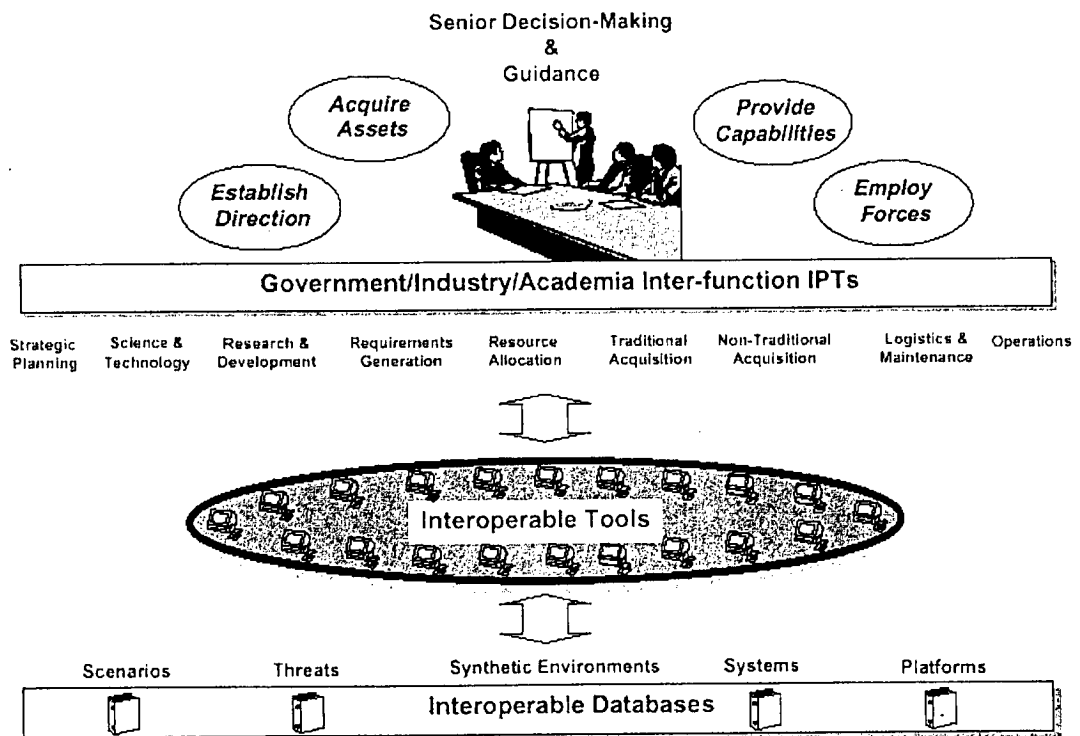 Senior Decision-Making
&
Guidance
Acquire
Assets
Provide
Capabilities
Establish
Direction
Employ
Forces
Government/Industry/Academia Inter-function IPTs
Strategic
Planning
Science &
Technology
Research &
Development
Requirements
Generation
Resource
Allocation
Traditional
Acquisition
Non-Traditional
Acquisition
Logistics &
Maintenance
Operations
Interoperable Tools
Scenarios
Threats
Synthetic Environments
Systems
Platforms
Interoperable Databases